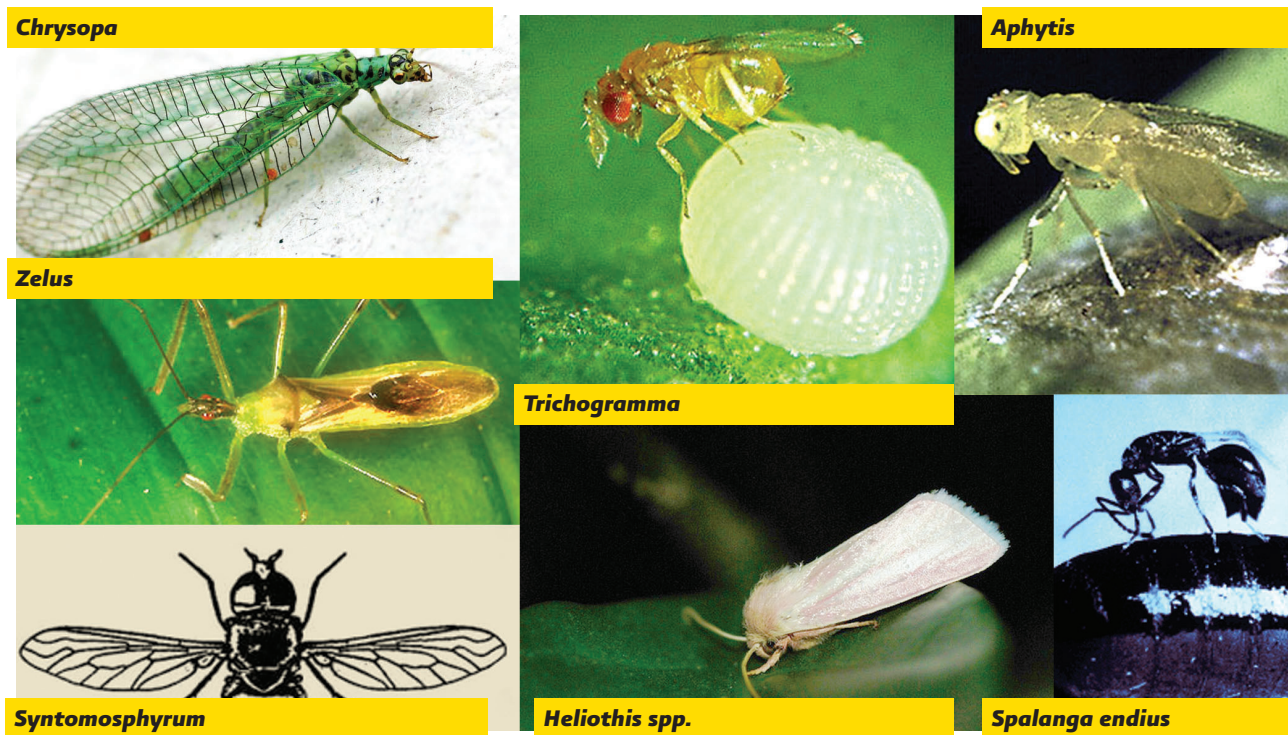 Chrysopa
Aphytis
Zelus
Trichogramma
Syntomosphyrum
Heliothis spp.
Spalanga endius